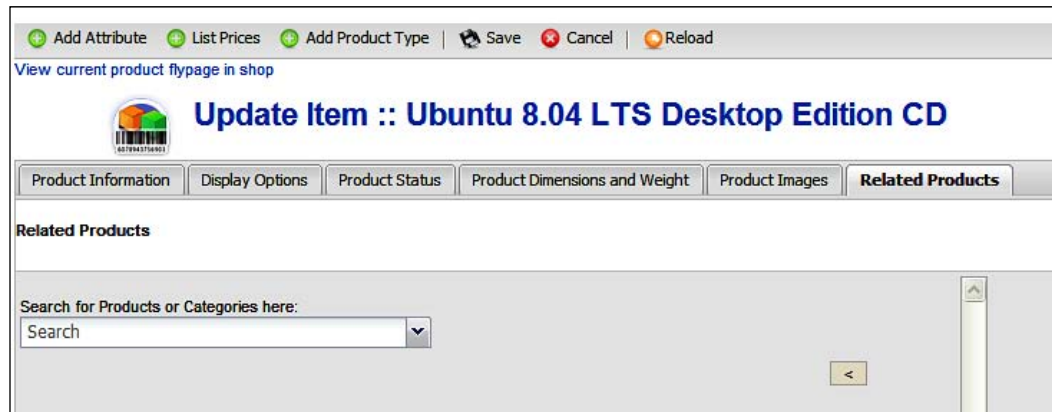 Add Attribute List Prices Add Product Type | Save Cancel | Reload
View current product flypage in shop
Update Item :: Ubuntu 8.04 LTS Desktop Edition CD
Product Information Display Options Product Status Product Dimensions and Weight Product Images Related Products
Related Products
Search for Products or Categories here:
Search
<